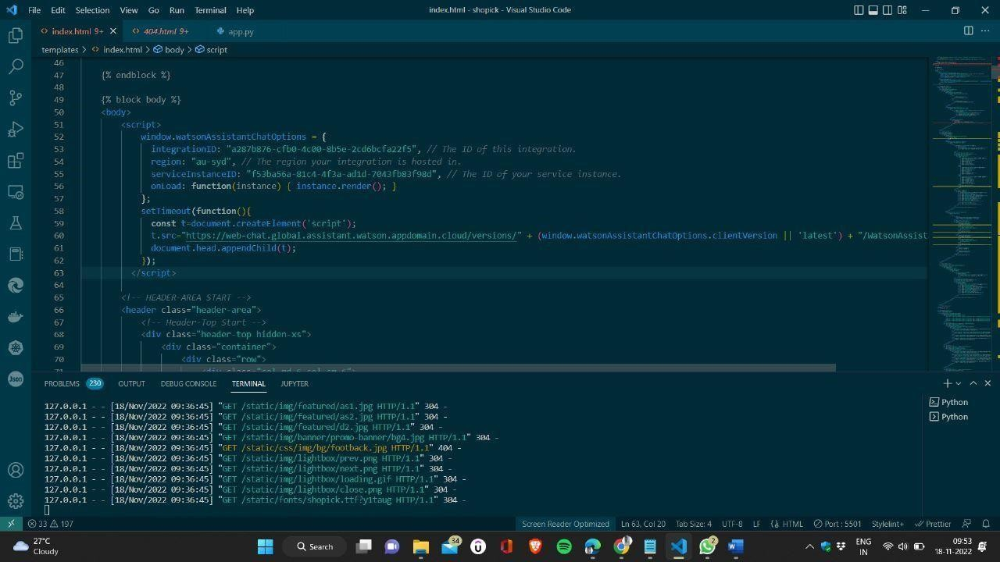 File Edit Selection View Go Run Terminal Help index.html - shopick - Visual Studio Code
index.html 9+ 404.html 9+ app.py
templates > index.html > body > script
46
47 {% endblock %}
48
49 {% block body %}
50 <body>
51 <script>
52 window.watsonAssistantChatOptions = {
53 integrationID: // The ID of this integration.
54 region: "au-syd", // The region your integration is hosted in.
55 serviceInstanceID: // The ID of your service instance.
56 onLoad: function(instance) { instance.render(); }
57 };
58 setTimeout(function(){
59 const t=document.createElement('script');
60 t.src="https://web-chat.global.assistant.watson.appdomain.cloud/versions/" + (window.watsonAssistantChatOptions.clientVersion || 'latest') + "/WatsonAssist
61 document.head.appendChild(t);
62 });
63 </script>
64
65 <!-- HEADER-AREA START -->
66 <header class="header-area">
67 <!-- Header-Top Start -->
68 <div class="header-top hidden-xs">
69 <div class="container">
70 <div class="row">
71
PROBLEMS 230 OUTPUT DEBUG CONSOLE TERMINAL JUPYTER
127.0.0.1 - - [18/Nov/2022 09:36:45] "GET /static/img/featured/as1.jpg HTTP/1.1" 304 -
127.0.0.1 - - [18/Nov/2022 09:36:45] "GET /static/img/featured/as2.jpg HTTP/1.1" 304 -
127.0.0.1 - - [18/Nov/2022 09:36:45] "GET /static/img/featured/d2.jpg HTTP/1.1" 304 -
127.0.0.1 - - [18/Nov/2022 09:36:45] "GET /static/img/banner/promo-banner/bg4.jpg HTTP/1.1" 304 -
127.0.0.1 - - [18/Nov/2022 09:36:45] "GET /static/css/img/bg/footback.jpg HTTP/1.1" 404 -
127.0.0.1 - - [18/Nov/2022 09:36:45] "GET /static/img/lightbox/prev.png HTTP/1.1" 304 -
127.0.0.1 - - [18/Nov/2022 09:36:45] "GET /static/img/lightbox/next.png HTTP/1.1" 304 -
127.0.0.1 - - [18/Nov/2022 09:36:45] "GET /static/img/lightbox/loading.gif HTTP/1.1" 304 -
127.0.0.1 - - [18/Nov/2022 09:36:45] "GET /static/img/lightbox/close.png HTTP/1.1" 304 -
127.0.0.1 - - [18/Nov/2022 09:36:45] "GET /static/fonts/shopick.ttf?y1taug HTTP/1.1" 304 -
Python
Python
Json
33 197 Screen Reader Optimized Ln 63, Col 20 Tab Size: 4 UTF-8 LF HTML Port : 5501 Stylelint+ Prettier
27°C
Cloudy
Search
34
2
ENG
IN
09:53
18-11-2022